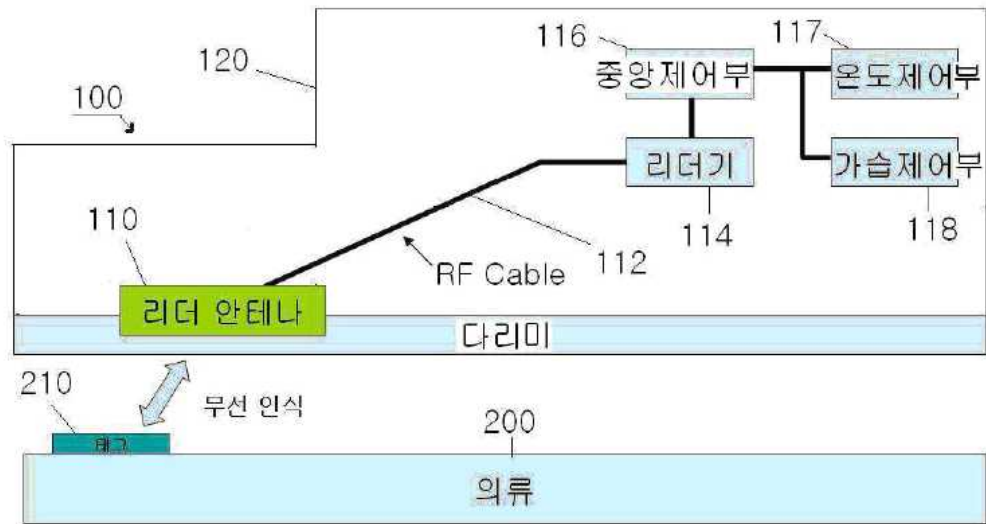 116
117
120
중앙제어부
온도제어부
100
리더기
가습제어부
110
114
118
112
RF Cable
리더 안테나
다리미
210
무선 인식
태그
200
의류